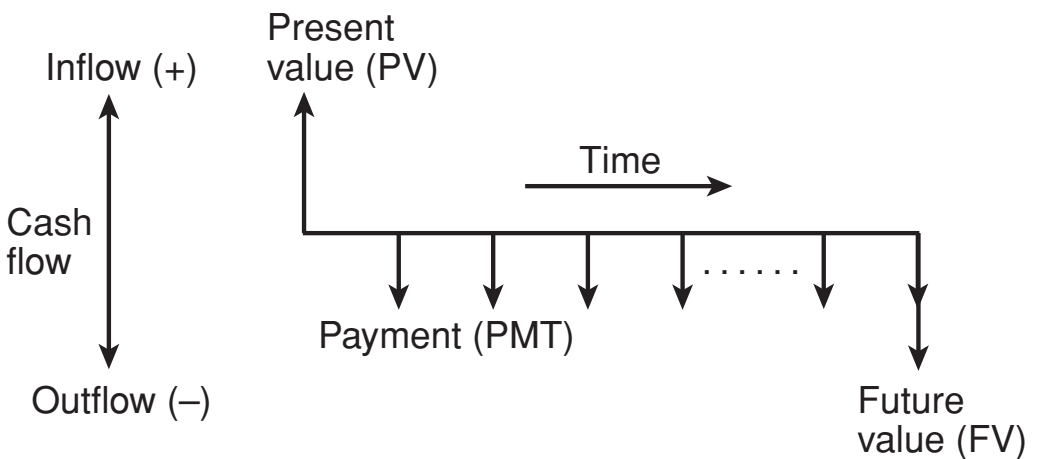 Inflow (+)
Present
value (PV)
Time
Cash
flow
. . . . . .
Payment (PMT)
Outflow (–)
Future
value (FV)